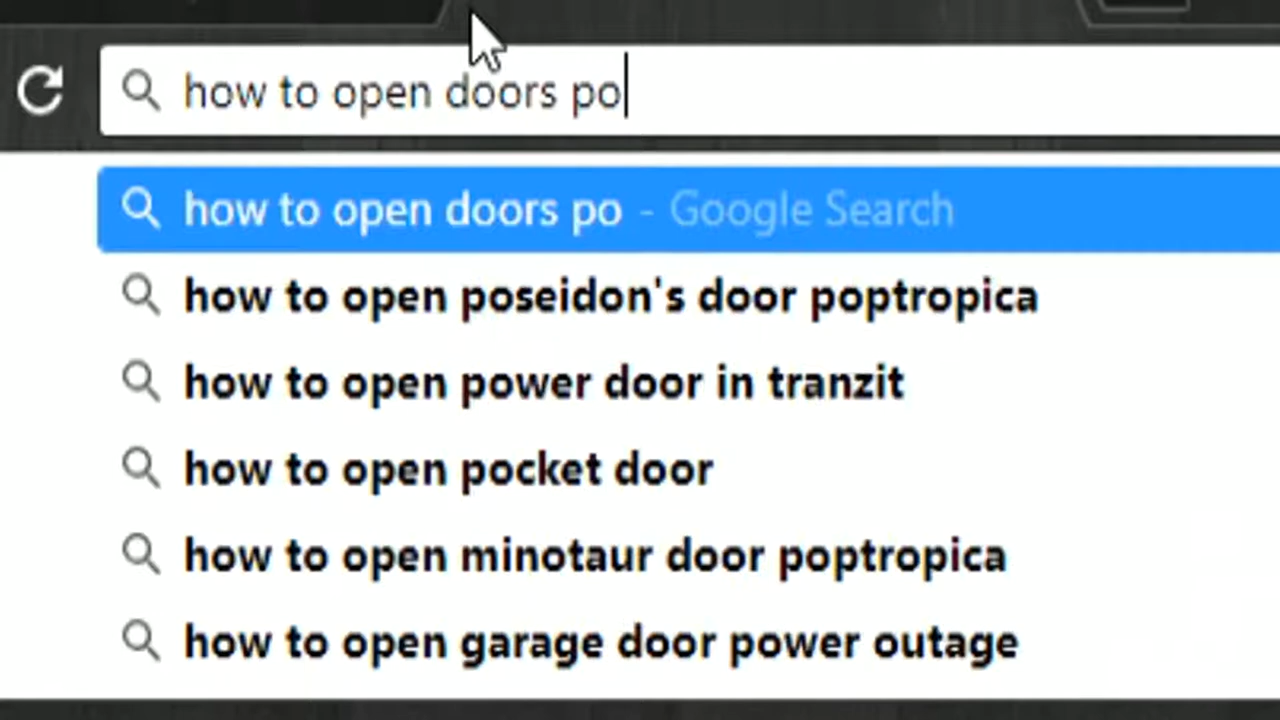 how to open doors po
how to open doors po - Google Search
how to open poseidon's door poptropica
how to open power door in tranzit
how to open pocket door
how to open minotaur door poptropica
how to open garage door power outage